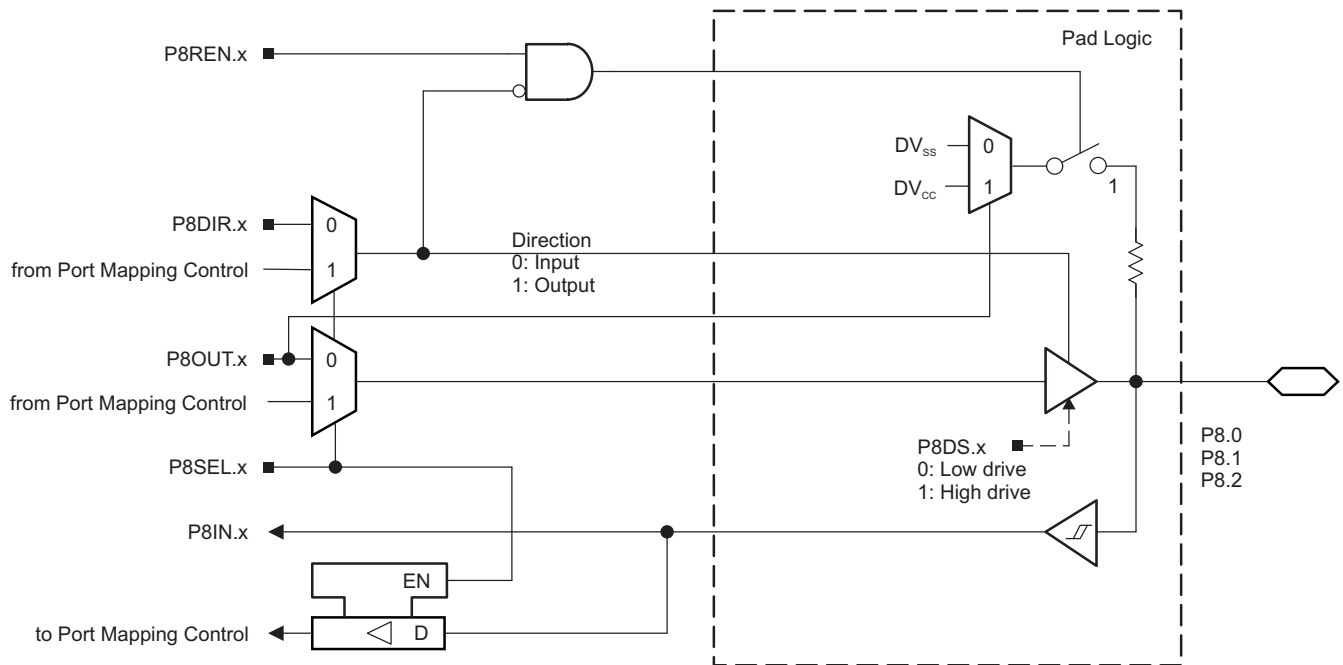 Pad Logic
P8REN.x
DVss
0
DVcc
1
1
P8DIR.x
0
from Port Mapping Control
1
Direction
0: Input
1: Output
P8OUT.x
0
from Port Mapping Control
1
P8SEL.x
P8DS.x
0: Low drive
1: High drive
P8.0
P8.1
P8.2
P8IN.x
EN
to Port Mapping Control
D